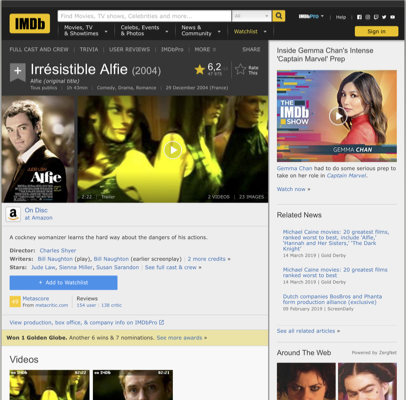 IMDb
Find Movies, TV shows, Celebrities and more...
All
IMDbPro
Help
Movies, TV & Showtimes
Celebs, Events & Photos
News & Community
Watchlist
Sign in
FULL CAST AND CREW | TRIVIA | USER REVIEWS | IMDbPro | MORE
SHARE
Irrésistible Alfie (2004)
Alfie (original title)
Tous publics | 1h 43min | Comedy, Drama, Romance | 29 December 2004 (France)
6,2
Rate This
Alfie
2:22 | Trailer
2 VIDEOS | 23 IMAGES
On Disc
at Amazon
A cockney womanizer learns the hard way about the dangers of his actions.
Director: Charles Shyer
Writers: Bill Naughton (play), Bill Naughton (earlier screenplay) | 2 more credits »
Stars: Jude Law, Sienna Miller, Susan Sarandon | See full cast & crew »
+ Add to Watchlist
Metascore
From metacritic.com
Reviews
154 user | 128 critic
View production, box office, & company info on IMDbPro
Won 1 Golden Globe. Another 6 wins & 7 nominations. See more awards »
Videos
Inside Gemma Chan's Intense
'Captain Marvel' Prep
THE
IMDb
SHOW
GEMMA CHAN
Gemma Chan had to do some serious prep
to take on her role in Captain Marvel.
Watch now »
Related News
Michael Caine movies: 20 greatest films,
ranked worst to best, include 'Alfie,'
'Hannah and Her Sisters,' 'The Dark
Knight'
14 March 2019 | Gold Derby
Michael Caine movies: 20 greatest films
ranked worst to best
14 March 2019 | Gold Derby
Dutch companies BosBros and Phanta
form production alliance (exclusive)
09 February 2019 | ScreenDaily
See all related articles »
Around The Web
Powered by ZergNet